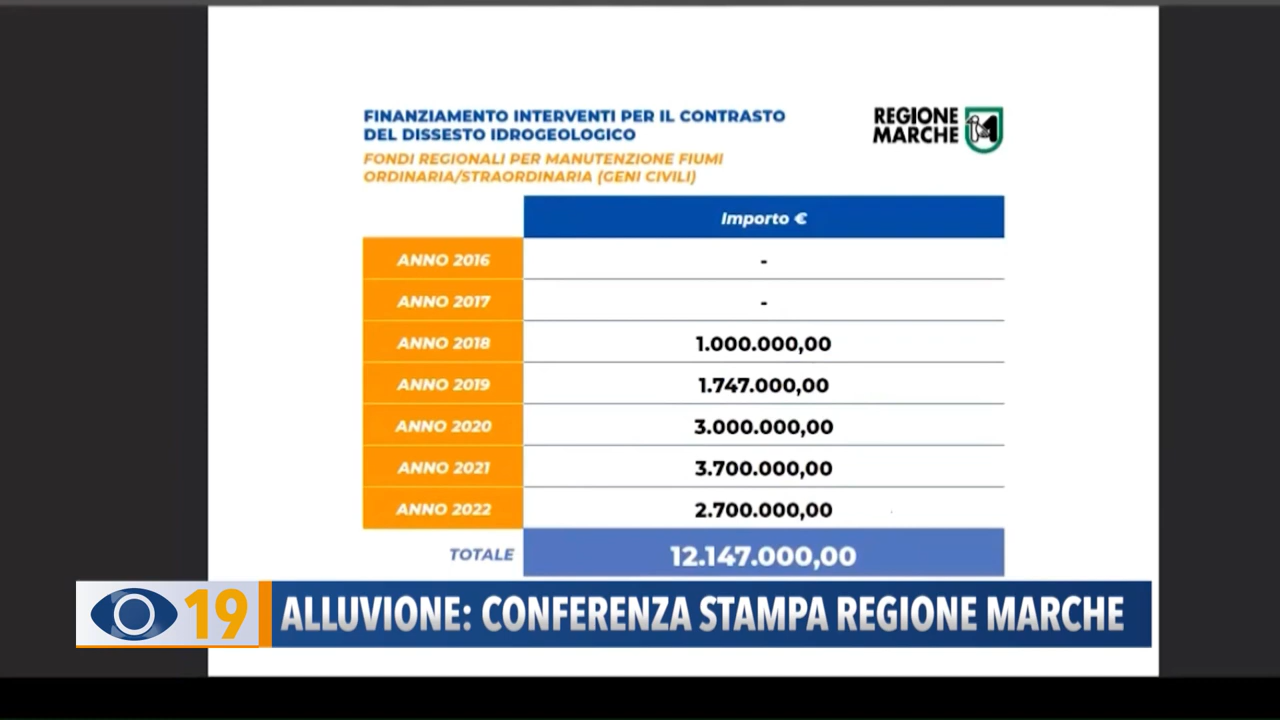 FINANZIAMENTO INTERVENTI PER IL CONTRASTO
DEL DISSESTO IDROGEOLOGICO
REGIONE
MARCHE
FONDI REGIONALI PER MANUTENZIONE FIUMI
ORDINARIA/STRAORDINARIA (GENI CIVILI)
Importo €
ANNO 2016 -
ANNO 2017 -
ANNO 2018 1.000.000,00
ANNO 2019 1.747.000,00
ANNO 2020 3.000.000,00
ANNO 2021 3.700.000,00
ANNO 2022 2.700.000,00
TOTALE 12.147.000,00
19 ALLUVIONE: CONFERENZA STAMPA REGIONE MARCHE